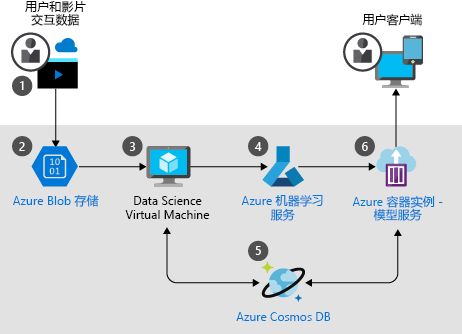 用户和影片
交互数据
用户客户端
1
2
10
01
3
4
6
Azure Blob 存储
Data Science
Virtual Machine
Azure 机器学习
服务
Azure 容器实例 -
模型服务
5
Azure Cosmos DB